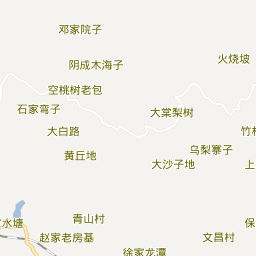 邓家院子
火烧坡
阴成木海子
空桃树老包
石家弯子
大棠梨树
大白路
竹
乌梨寨子
黄丘地
大沙子地
上
青山村
保
水塘
赵家老房基
文昌村
徐家龙潭